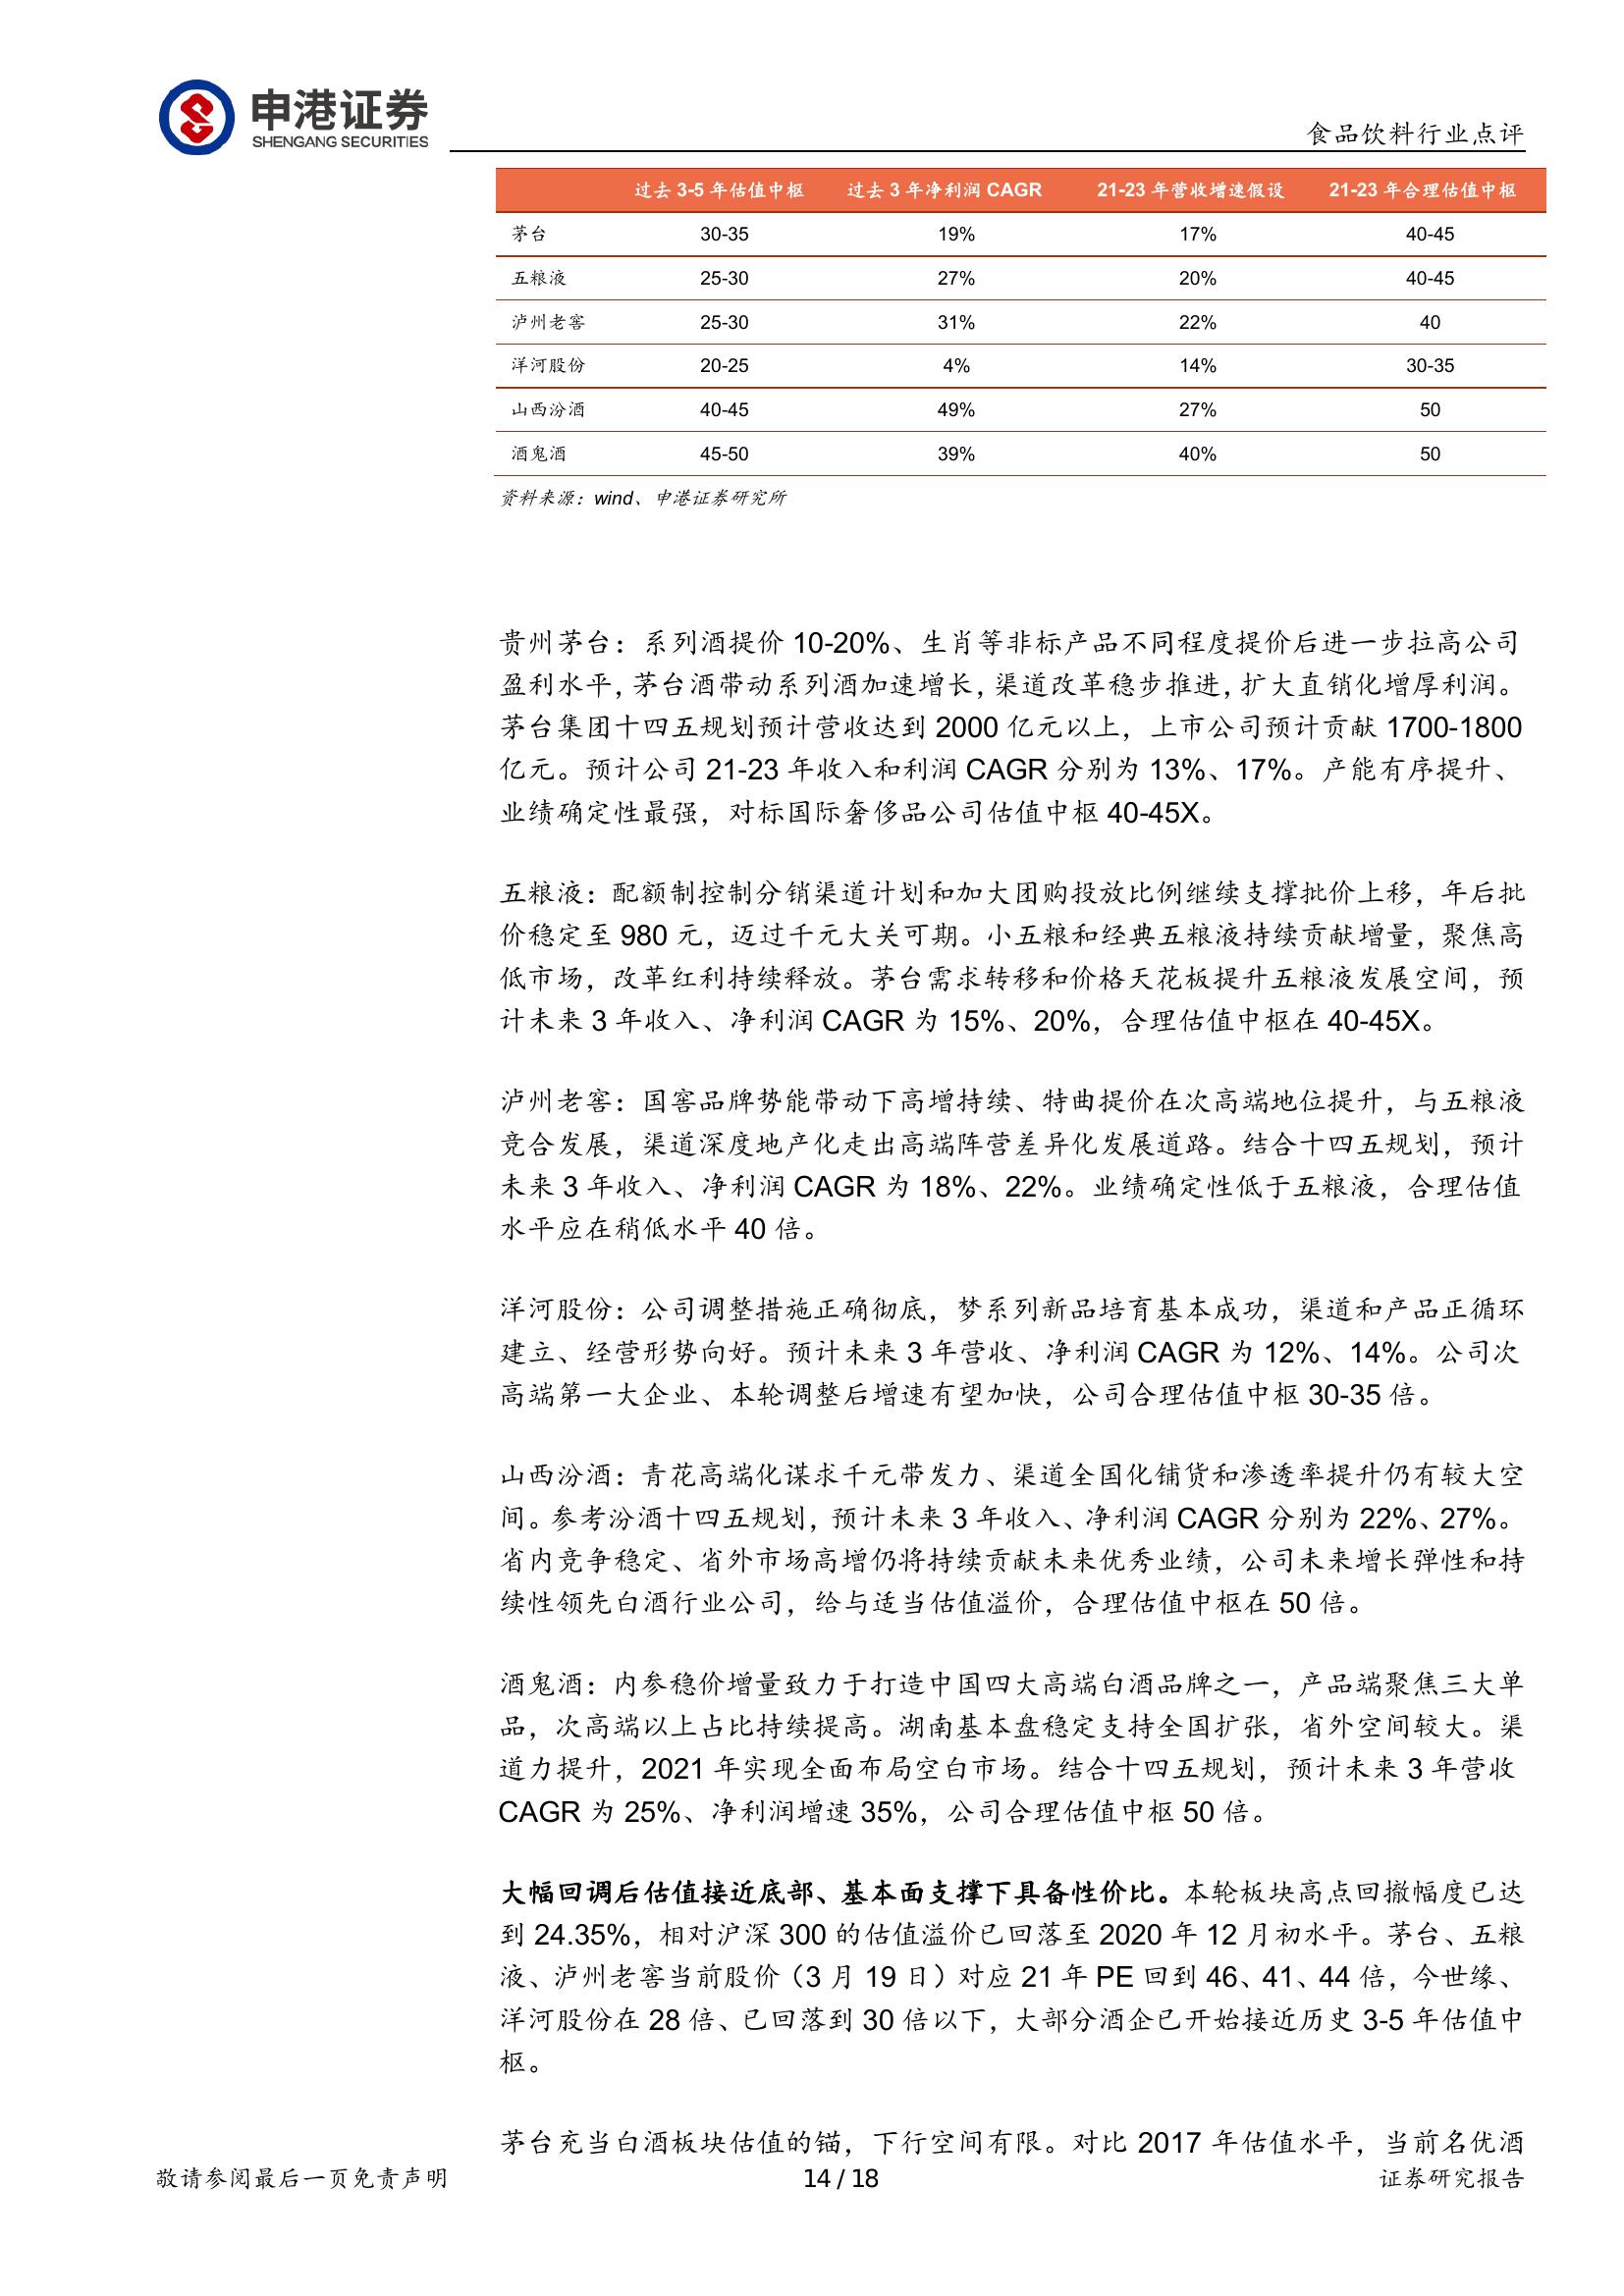 申港证券
SHENGANG SECURITIES
食品饮料行业点评
过去 3-5 年估值中枢 过去 3 年净利润 CAGR 21-23 年营收增速假设 21-23 年合理估值中枢
茅台 30-35 19% 17% 40-45
五粮液 25-30 27% 20% 40-45
泸州老窖 25-30 31% 22% 40
洋河股份 20-25 4% 14% 30-35
山西汾酒 40-45 49% 27% 50
酒鬼酒 45-50 39% 40% 50
资料来源：wind、申港证券研究所
贵州茅台：系列酒提价 10-20%、生肖等非标产品不同程度提价后进一步拉高公司
盈利水平，茅台酒带动系列酒加速增长，渠道改革稳步推进，扩大直销化增厚利润。
茅台集团十四五规划预计营收达到 2000 亿元以上，上市公司预计贡献 1700-1800
亿元。预计公司 21-23 年收入和利润 CAGR 分别为 13%、17%。产能有序提升、
业绩确定性最强，对标国际奢侈品公司估值中枢 40-45X。
五粮液：配额制控制分销渠道计划和加大团购投放比例继续支撑批价上移，年后批
价稳定至 980 元，迈过千元大关可期。小五粮和经典五粮液持续贡献增量，聚焦高
低市场，改革红利持续释放。茅台需求转移和价格天花板提升五粮液发展空间，预
计未来 3 年收入、净利润 CAGR 为 15%、20%，合理估值中枢在 40-45X。
泸州老窖：国窖品牌势能带动下高增持续、特曲提价在次高端地位提升，与五粮液
竞合发展，渠道深度地产化走出高端阵营差异化发展道路。结合十四五规划，预计
未来 3 年收入、净利润 CAGR 为 18%、22%。业绩确定性低于五粮液，合理估值
水平应在稍低水平 40 倍。
洋河股份：公司调整措施正确彻底，梦系列新品培育基本成功，渠道和产品正循环
建立、经营形势向好。预计未来 3 年营收、净利润 CAGR 为 12%、14%。公司次
高端第一大企业、本轮调整后增速有望加快，公司合理估值中枢 30-35 倍。
山西汾酒：青花高端化谋求千元带发力、渠道全国化铺货和渗透率提升仍有较大空
间。参考汾酒十四五规划，预计未来 3 年收入、净利润 CAGR 分别为 22%、27%。
省内竞争稳定、省外市场高增仍将持续贡献未来优秀业绩，公司未来增长弹性和持
续性领先白酒行业公司，给与适当估值溢价，合理估值中枢在 50 倍。
酒鬼酒：内参稳价增量致力于打造中国四大高端白酒品牌之一，产品端聚焦三大单
品，次高端以上占比持续提高。湖南基本盘稳定支持全国扩张，省外空间较大。渠
道力提升，2021 年实现全面布局空白市场。结合十四五规划，预计未来 3 年营收
CAGR 为 25%、净利润增速 35%，公司合理估值中枢 50 倍。
大幅回调后估值接近底部、基本面支撑下具备性价比。本轮板块高点回撤幅度已达
到 24.35%，相对沪深 300 的估值溢价已回落至 2020 年 12 月初水平。茅台、五粮
液、泸州老窖当前股价（3 月 19 日）对应 21 年 PE 回到 46、41、44 倍，今世缘、
洋河股份在 28 倍、已回落到 30 倍以下，大部分酒企已开始接近历史 3-5 年估值中
枢。
茅台充当白酒板块估值的锚，下行空间有限。对比 2017 年估值水平，当前名优酒
敬请参阅最后一页免责声明 14 / 18 证券研究报告